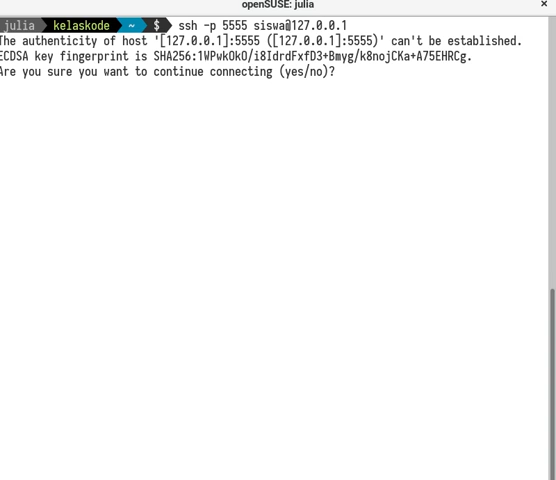 openSUSE: julia
julia kelaskode ~ $ ssh -p 5555 siswa@127.0.0.1
The authenticity of host '[127.0.0.1]:5555 ([127.0.0.1]:5555)' can't be established.
ECDSA key fingerprint is SHA256:1WPwkOkO/i8IdrdFxfD3+Bmyg/k8nojCKa+A75EHRCg.
Are you sure you want to continue connecting (yes/no)?